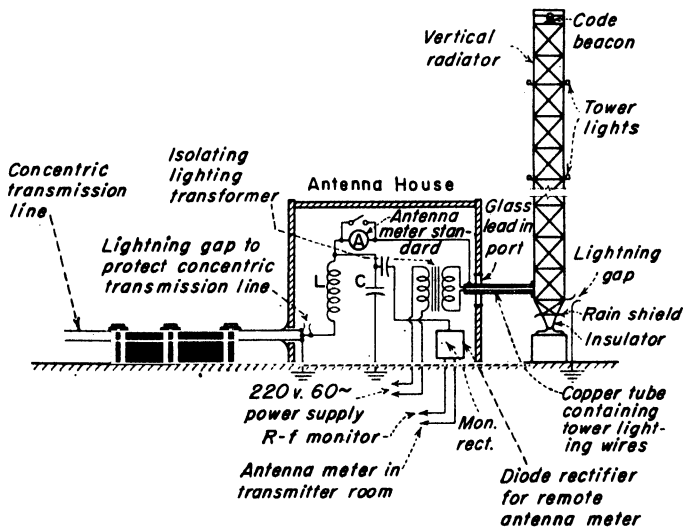 Code
beacon
Vertical
radiator
Tower
lights
Isolating
lighting
transformer
Concentric
transmission
line
Antenna House
Antenna
meter stan-
dard
Glass
lead in
port
Lightning gap to
protect concentric
transmission line
Lightning
gap
A
L
C
Rain shield
Insulator
220 v. 60~
power supply
R-f monitor
Mon.
rect.
Copper tube
containing
tower light-
ing wires
Antenna meter in
transmitter room
Diode rectifier
for remote
antenna meter